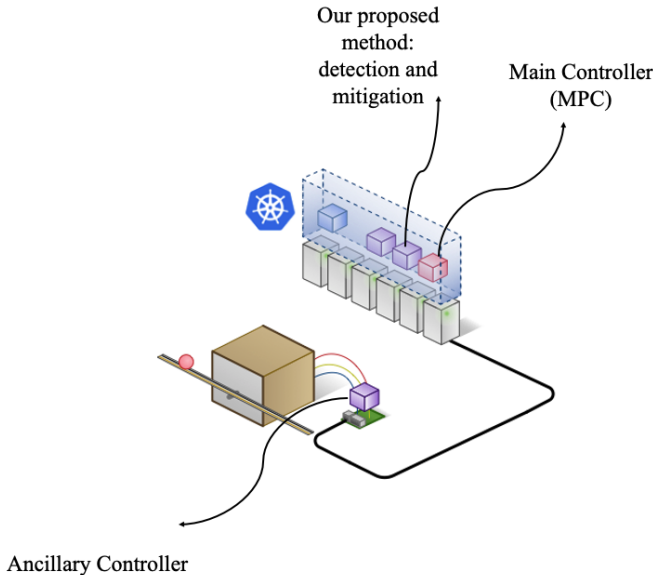 Our proposed
method:
detection and
mitigation
Main Controller
(MPC)
Ancillary Controller